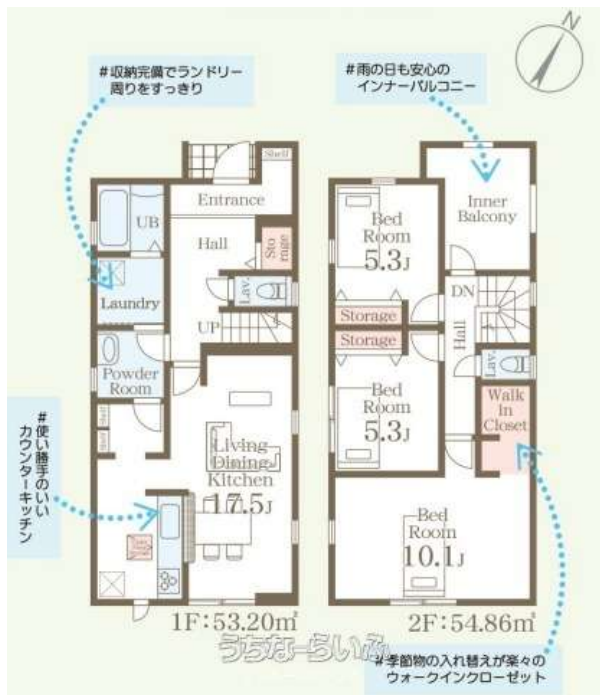 N
#収納完備でランドリー
周りをすっきり
#雨の日も安心の
インナーバルコニー
Shelf
Entrance
UB
Hall
Sto
rage
Laundry
Lav.
UP
Powder
Room
Shelf
Shelf
Living
Dining
Kitchen
17.5J
#使い勝手のいい
カウンターキッチン
1F:53.20㎡
Inner
Balcony
Bed
Room
5.3J
DN
Hall
Storage
Storage
Lav.
Bed
Room
5.3J
Walk
in
Closet
Bed
Room
10.1J
2F:54.86㎡
うちなーらいふ
#季節物の入れ替えが楽々の
ウォークインクローゼット